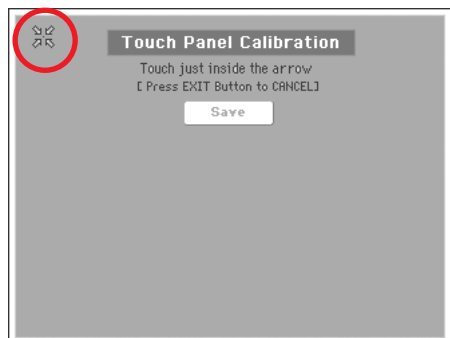 Touch Panel Calibration
Touch just inside the arrow
[ Press EXIT Button to CANCEL]
Save